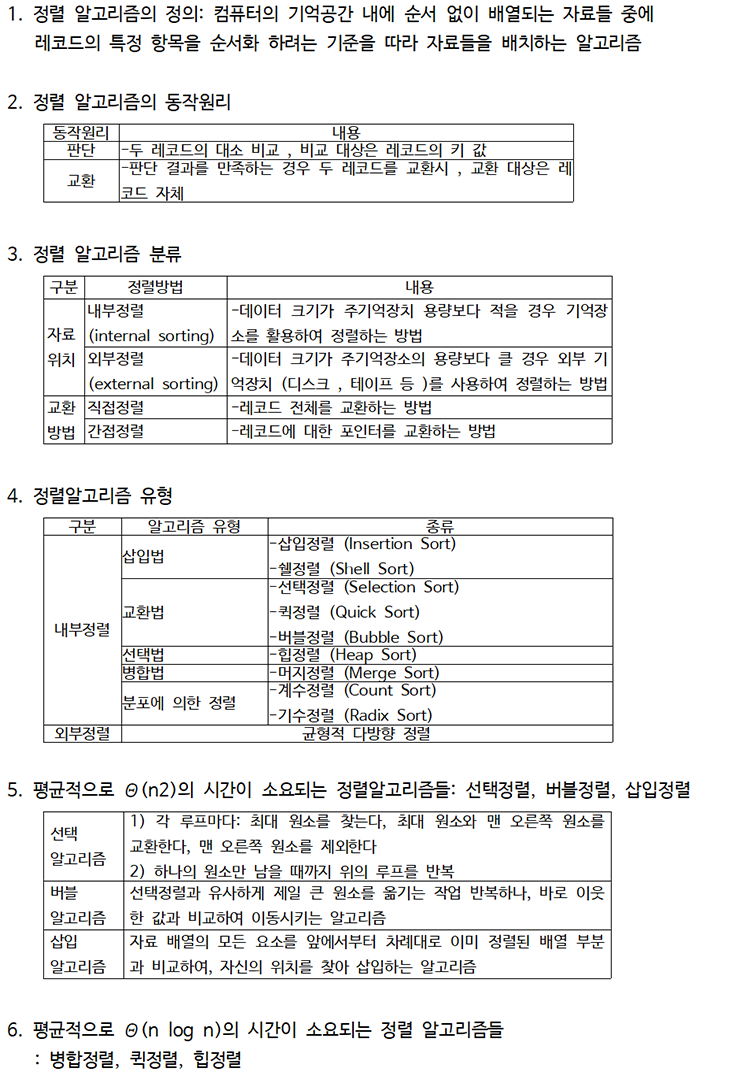 1. 정렬 알고리즘의 정의: 컴퓨터의 기억공간 내에 순서 없이 배열되는 자료들 중에
레코드의 특정 항목을 순서화 하려는 기준을 따라 자료들을 배치하는 알고리즘
2. 정렬 알고리즘의 동작원리
동작원리 내용
판단 -두 레코드의 대소 비교 , 비교 대상은 레코드의 키 값
교환 -판단 결과를 만족하는 경우 두 레코드를 교환시 , 교환 대상은 레
코드 자체
3. 정렬 알고리즘 분류
구분 정렬방법 내용
자료 위치 내부정렬 -데이터 크기가 주기억장치 용량보다 적을 경우 기억장
(internal sorting) 소를 활용하여 정렬하는 방법
외부정렬 -데이터 크기가 주기억장소의 용량보다 클 경우 외부 기
(external sorting) 억장치 (디스크 , 테이프 등 )를 사용하여 정렬하는 방법
교환 직접정렬 -레코드 전체를 교환하는 방법
방법 간접정렬 -레코드에 대한 포인터를 교환하는 방법
4. 정렬알고리즘 유형
구분 알고리즘 유형 종류
내부정렬 삽입법 -삽입정렬 (Insertion Sort)
-쉘정렬 (Shell Sort)
교환법 -선택정렬 (Selection Sort)
-퀵정렬 (Quick Sort)
-버블정렬 (Bubble Sort)
선택법 -힙정렬 (Heap Sort)
병합법 -머지정렬 (Merge Sort)
분포에 의한 정렬 -계수정렬 (Count Sort)
-기수정렬 (Radix Sort)
외부정렬 균형적 다방향 정렬
5. 평균적으로 Θ(n2)의 시간이 소요되는 정렬알고리즘들: 선택정렬, 버블정렬, 삽입정렬
선택 알고리즘 1) 각 루프마다: 최대 원소를 찾는다, 최대 원소와 맨 오른쪽 원소를
교환한다, 맨 오른쪽 원소를 제외한다
2) 하나의 원소만 남을 때까지 위의 루프를 반복
버블 선택정렬과 유사하게 제일 큰 원소를 옮기는 작업 반복하나, 바로 이웃
알고리즘 한 값과 비교하여 이동시키는 알고리즘
삽입 자료 배열의 모든 요소를 앞에서부터 차례대로 이미 정렬된 배열 부분
알고리즘 과 비교하여, 자신의 위치를 찾아 삽입하는 알고리즘
6. 평균적으로 Θ(n log n)의 시간이 소요되는 정렬 알고리즘들
: 병합정렬, 퀵정렬, 힙정렬